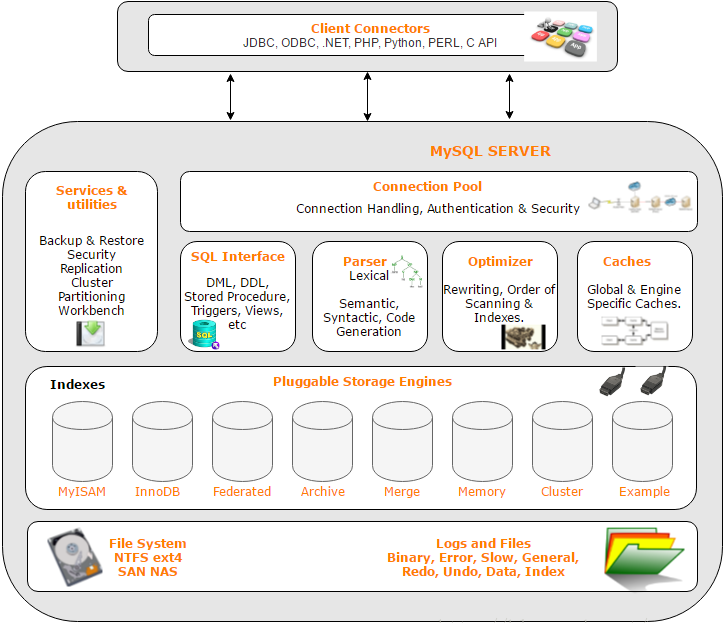 Client Connectors
JDBC, ODBC, .NET, PHP, Python, PERL, C API
APP
MySQL SERVER
Services &
utilities
Backup & Restore
Security
Replication
Cluster
Partitioning
Workbench
Connection Pool
Connection Handling, Authentication & Security
SQL Interface
DML, DDL,
Stored Procedure,
Triggers, Views,
etc
SQL
Parser
Lexical
Semantic,
Syntactic, Code
Generation
Optimizer
Rewriting, Order of
Scanning &
Indexes.
Caches
Global & Engine
Specific Caches.
Indexes
Pluggable Storage Engines
MyISAM
InnoDB
Federated
Archive
Merge
Memory
Cluster
Example
File System
NTFS ext4
SAN NAS
Logs and Files
Binary, Error, Slow, General,
Redo, Undo, Data, Index